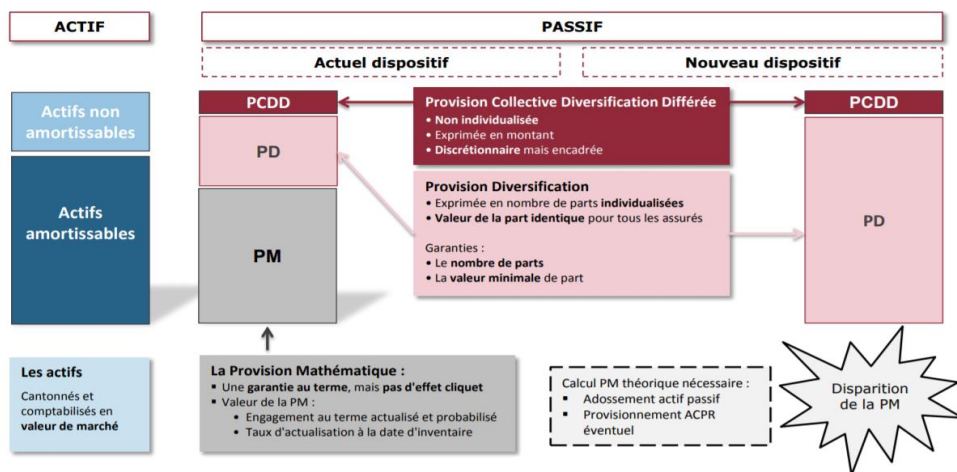 ACTIF
PASSIF
Actuel dispositif
Nouveau dispositif
Actifs non
amortissables
Actifs
amortissables
PCDD
PD
PM
Provision Collective Diversification Différée
• Non individualisée
• Exprimée en montant
• Discrétionnaire mais encadrée
Provision Diversification
• Exprimée en nombre de parts individualisées
• Valeur de la part identique pour tous les assurés
Garanties :
• Le nombre de parts
• La valeur minimale de part
PCDD
PD
Les actifs
Cantonnés et
comptabilisés en
valeur de marché
La Provision Mathématique :
▪ Une garantie au terme, mais pas d'effet cliquet
▪ Valeur de la PM :
• Engagement au terme actualisé et probabilisé
• Taux d'actualisation à la date d'inventaire
Calcul PM théorique nécessaire :
▪ Adossement actif passif
▪ Provisionnement ACPR
éventuel
Disparition
de la PM